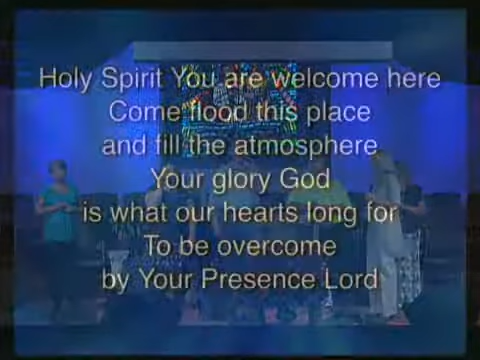 Holy Spirit You are welcome here
Come flood this place
and fill the atmosphere
Your glory God
is what our hearts long for
To be overcome
by Your Presence Lord